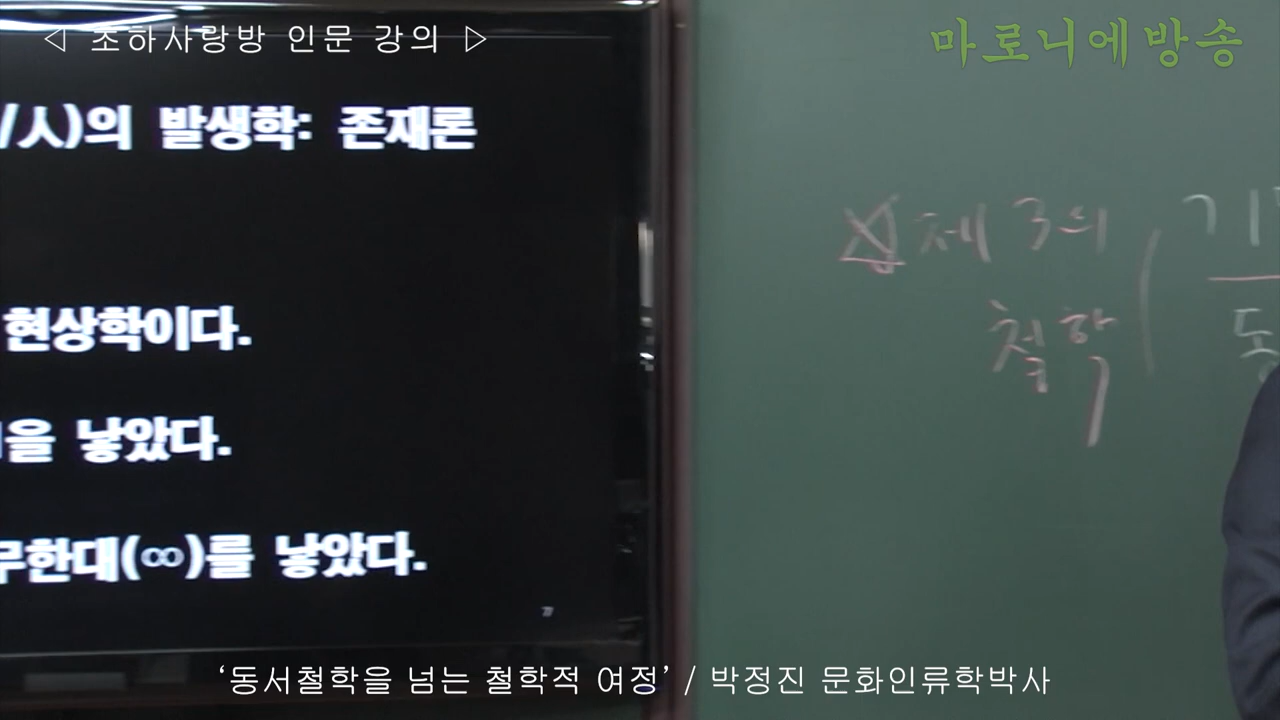 ◁ 초하사랑방 인문 강의 ▷
마로니에방송
/人)의 발생학: 존재론
현상학이다.
을 낳았다.
무한대(∞)를 낳았다.
제 3의
철학
‘동서철학을 넘는 철학적 여정’ / 박정진 문화인류학박사